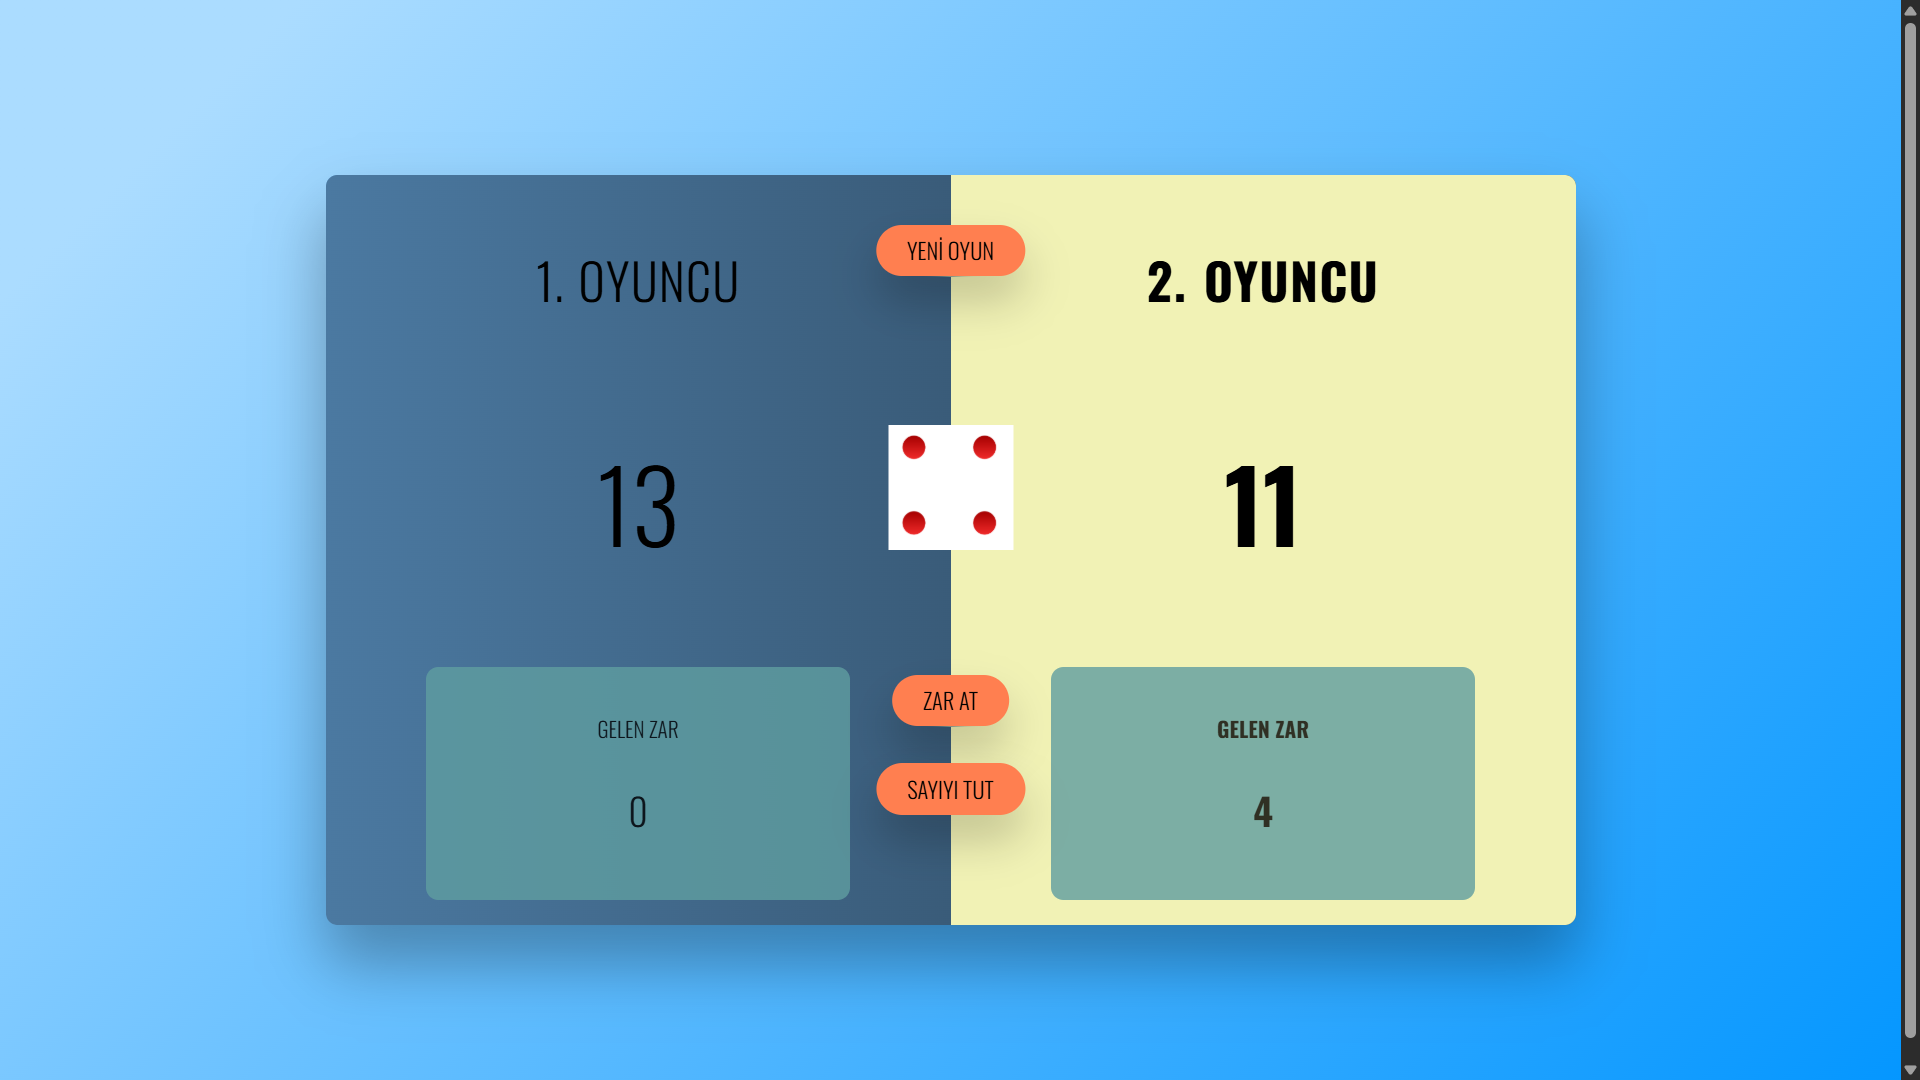 YENİ OYUN
1. OYUNCU
2. OYUNCU
13
11
ZAR AT
GELEN ZAR
GELEN ZAR
SAYIYI TUT
0
4